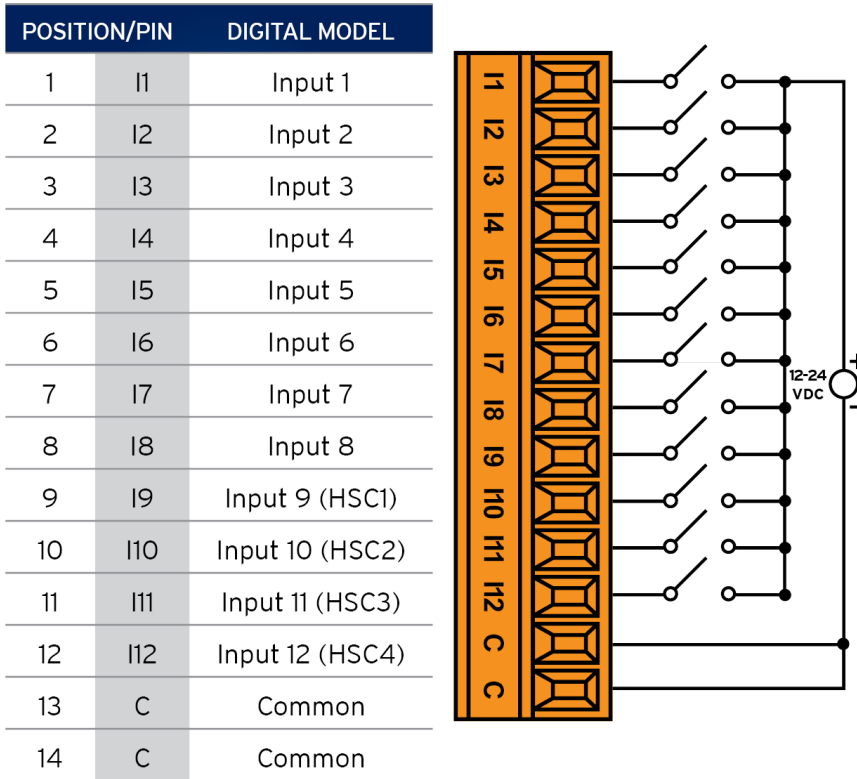 POSITION/PIN DIGITAL MODEL
1 I1 Input 1
2 I2 Input 2
3 I3 Input 3
4 I4 Input 4
5 I5 Input 5
6 I6 Input 6
7 I7 Input 7
8 I8 Input 8
9 I9 Input 9 (HSC1)
10 I10 Input 10 (HSC2)
11 I11 Input 11 (HSC3)
12 I12 Input 12 (HSC4)
13 C Common
14 C Common
I1
I2
I3
I4
I5
I6
I7
I8
I9
I10
I11
I12
C
C
+
12-24
VDC
-